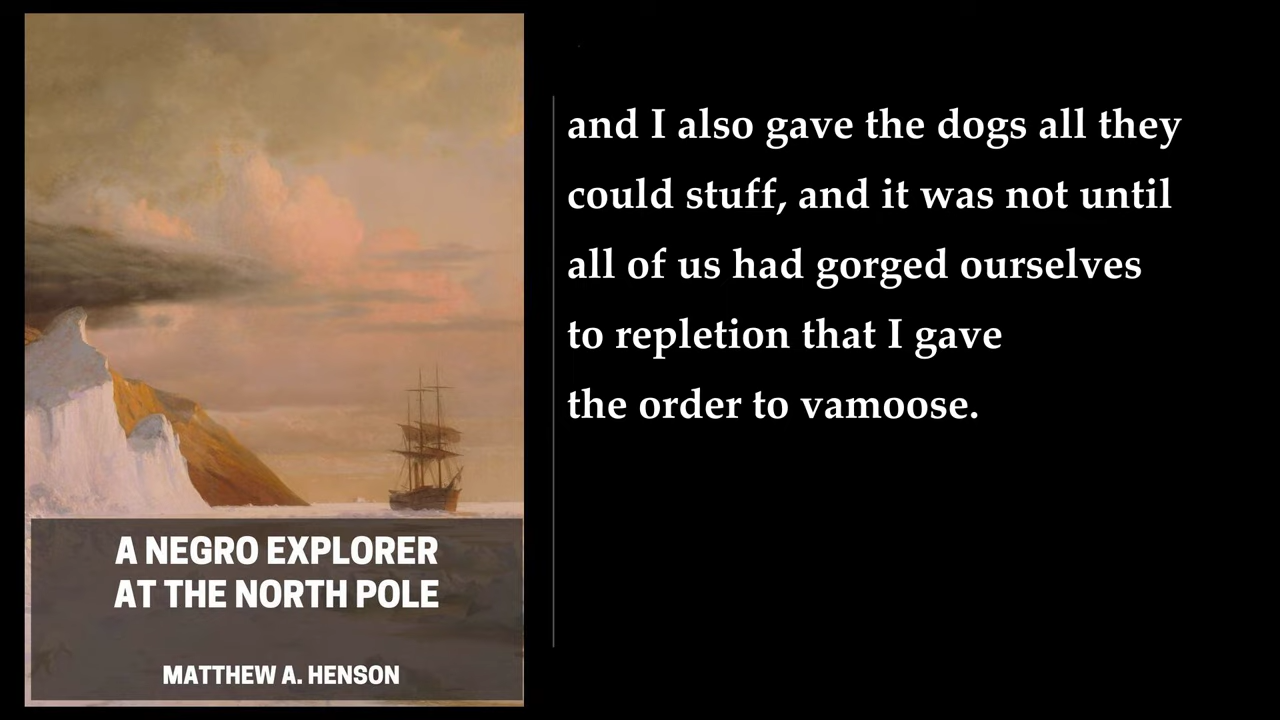 and I also gave the dogs all they
could stuff, and it was not until
all of us had gorged ourselves
to repletion that I gave
the order to vamoose.
A NEGRO EXPLORER
AT THE NORTH POLE
MATTHEW A. HENSON